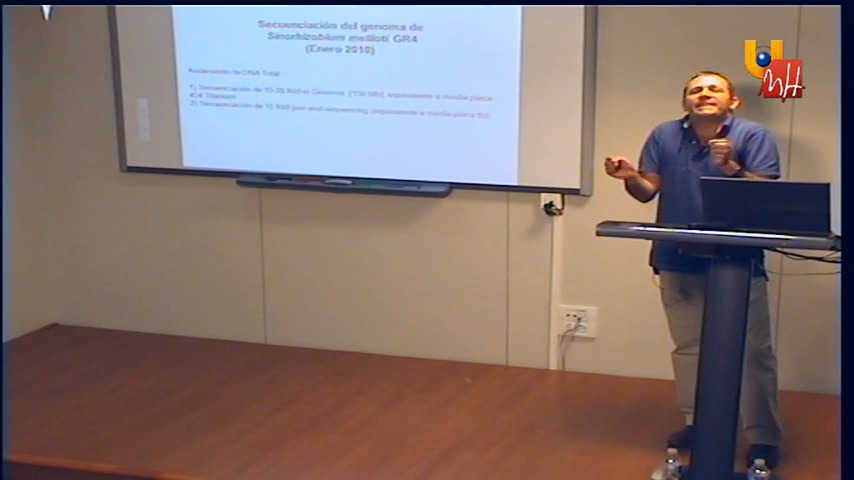 Secuenciación del genoma de
Sinorhizobium meliloti GR4
(Enero 2010)
Aislamiento de DNA Total:
1) Secuenciación de 15-20 fold el Genoma (100 Mb), equivalente a media placa
454 Titanium
2) Secuenciación de 10 fold pair end sequencing (equivalente a media placa
U
MH